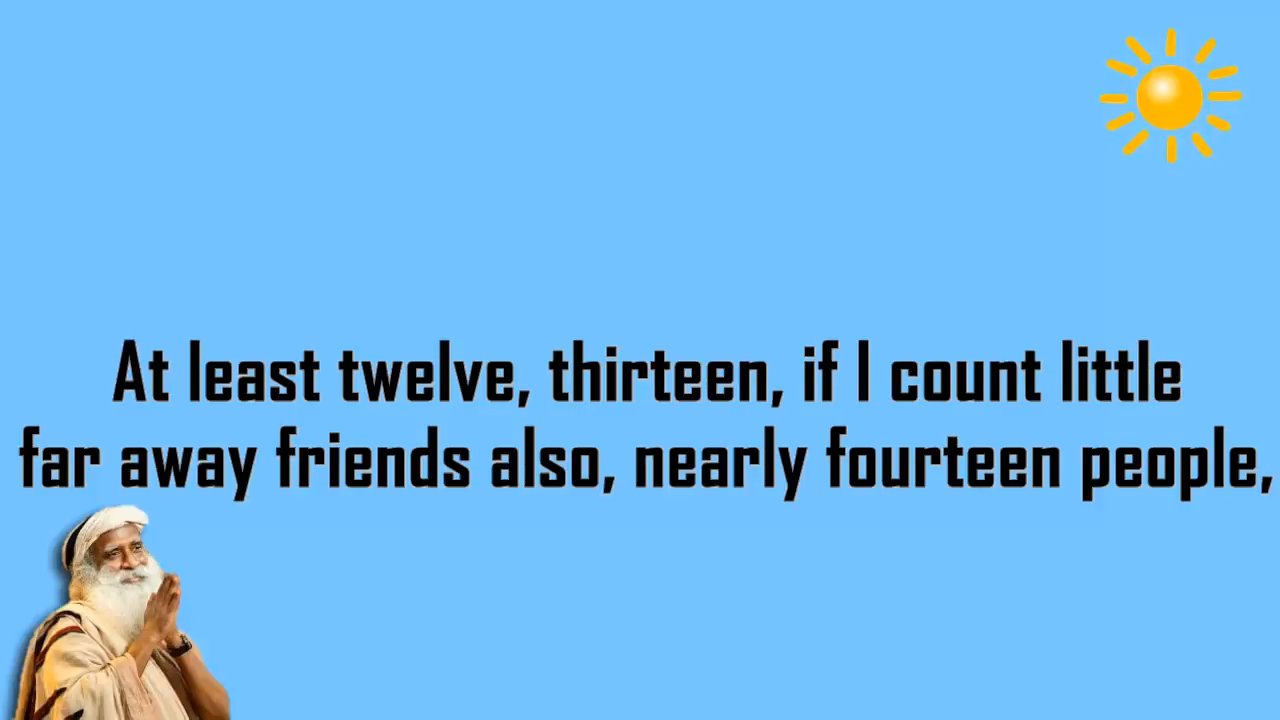 At least twelve, thirteen, if I count little
far away friends also, nearly fourteen people,